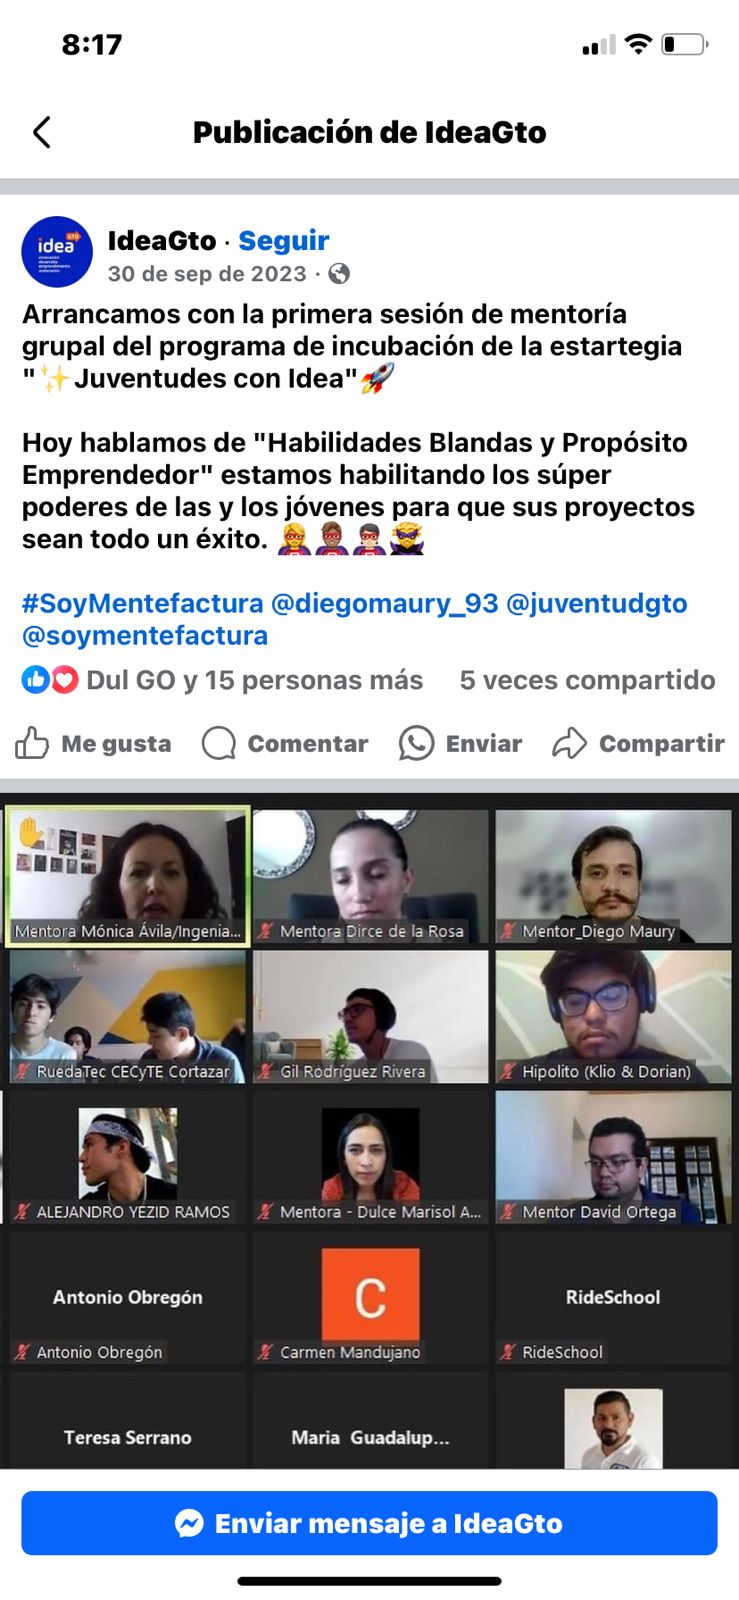 8:17
Publicación de IdeaGto
idea GTO
IdeaGto · Seguir
30 de sep de 2023 ·
Arrancamos con la primera sesión de mentoría
grupal del programa de incubación de la estartegia
"✨Juventudes con Idea"🚀
Hoy hablamos de "Habilidades Blandas y Propósito
Emprendedor" estamos habilitando los súper
poderes de las y los jóvenes para que sus proyectos
sean todo un éxito.
#SoyMentefactura @diegomaury_93 @juventudgto
@soymentefactura
Dul GO y 15 personas más 5 veces compartido
Me gusta Comentar Enviar Compartir
Mentora Mónica Ávila/Ingenia... Mentora Dirce de la Rosa Mentor_Diego Maury
RuedaTec CECyTE Cortazar Gil Rodríguez Rivera Hipolito (Klio & Dorian)
ALEJANDRO YEZID RAMOS Mentora - Dulce Marisol A... Mentor David Ortega
Antonio Obregón C RideSchool
Antonio Obregón Carmen Mandujano RideSchool
Teresa Serrano Maria Guadalup...
Enviar mensaje a IdeaGto